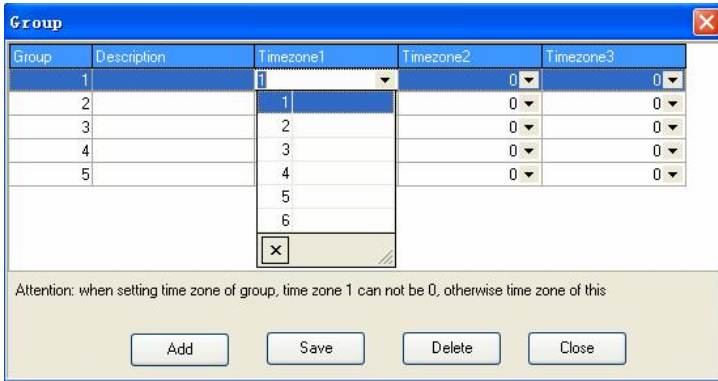 Group
Group Description Timezone1 Timezone2 Timezone3
1 1 0 0
2 0 0
3 0 0
4 0 0
5 0 0
1
2
3
4
5
6
Attention: when setting time zone of group, time zone 1 can not be 0, otherwise time zone of this
Add Save Delete Close